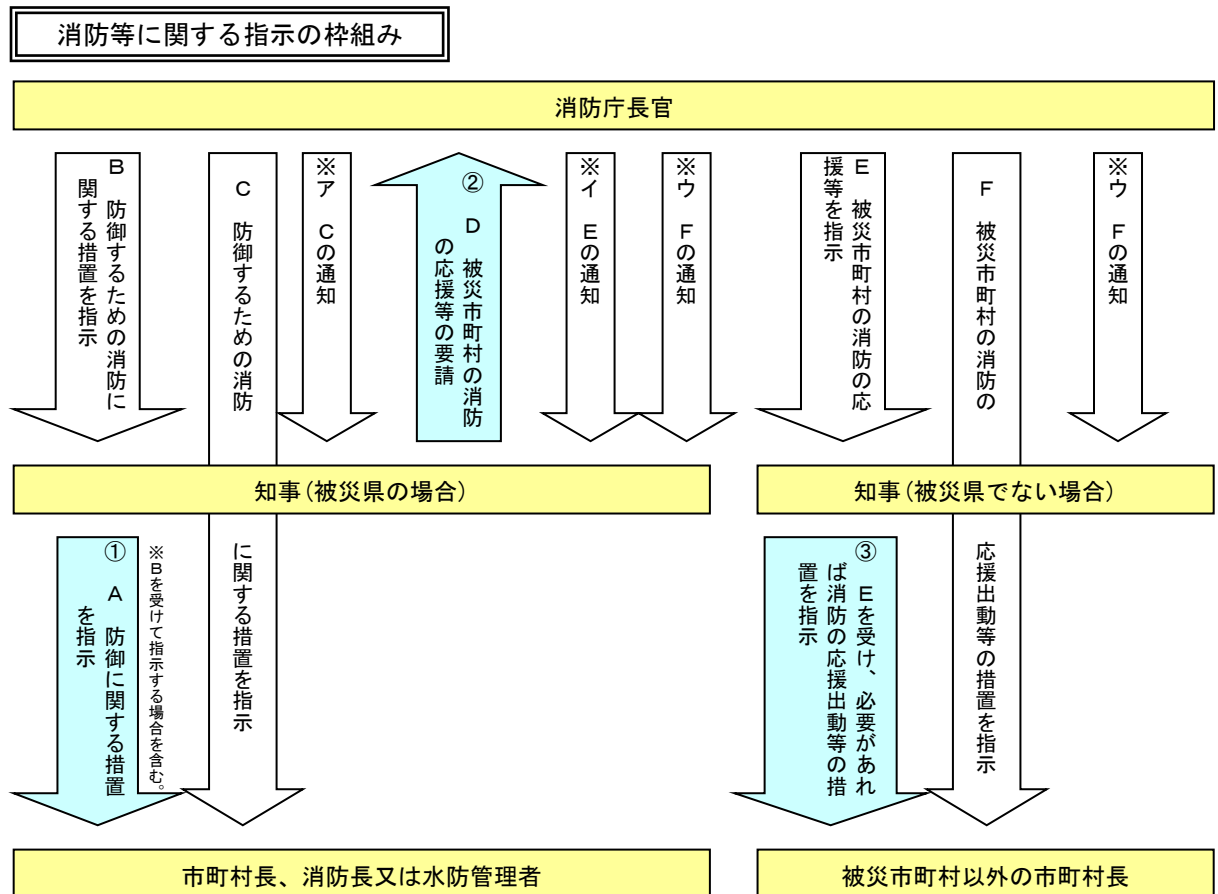 消防等に関する指示の枠組み
消防庁長官
B 防御するための消防に
関する措置を指示
C 防御するための消防
※ア Cの通知
② D 被災市町村の消防
の応援等の要請
※イ Eの通知
※ウ Fの通知
E 被災市町村の消防の応
援等を指示
F 被災市町村の消防の
※ウ Fの通知
知事(被災県の場合)
知事(被災県でない場合)
① A 防御に関する措置
を指示
※Bを受けて指示する場合を含む。
に関する措置を指示
③ Eを受け、必要があれ
ば消防の応援出動等の措
置を指示
応援出動等の措置を指示
市町村長、消防長又は水防管理者
被災市町村以外の市町村長